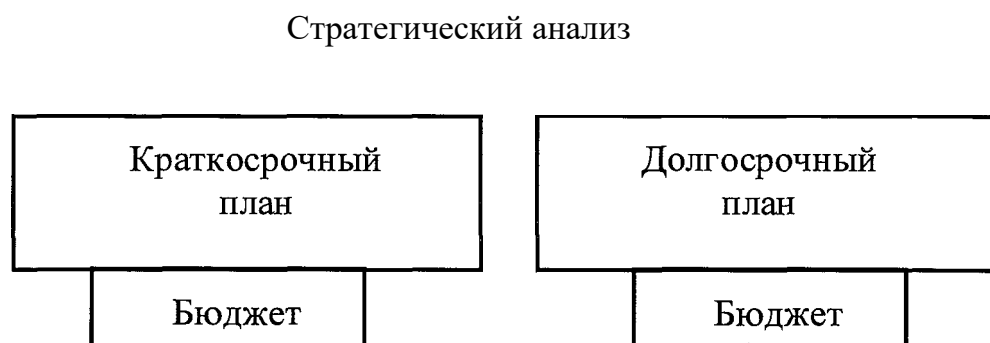 Стратегический анализ
Краткосрочный
план
Долгосрочный
план
Бюджет
Бюджет